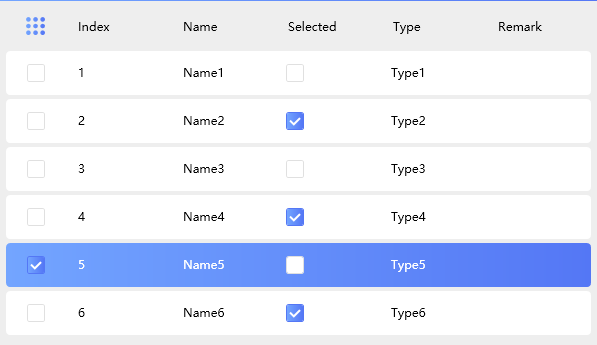 Index Name Selected Type Remark
1 Name1 Type1
2 Name2 Type2
3 Name3 Type3
4 Name4 Type4
5 Name5 Type5
6 Name6 Type6